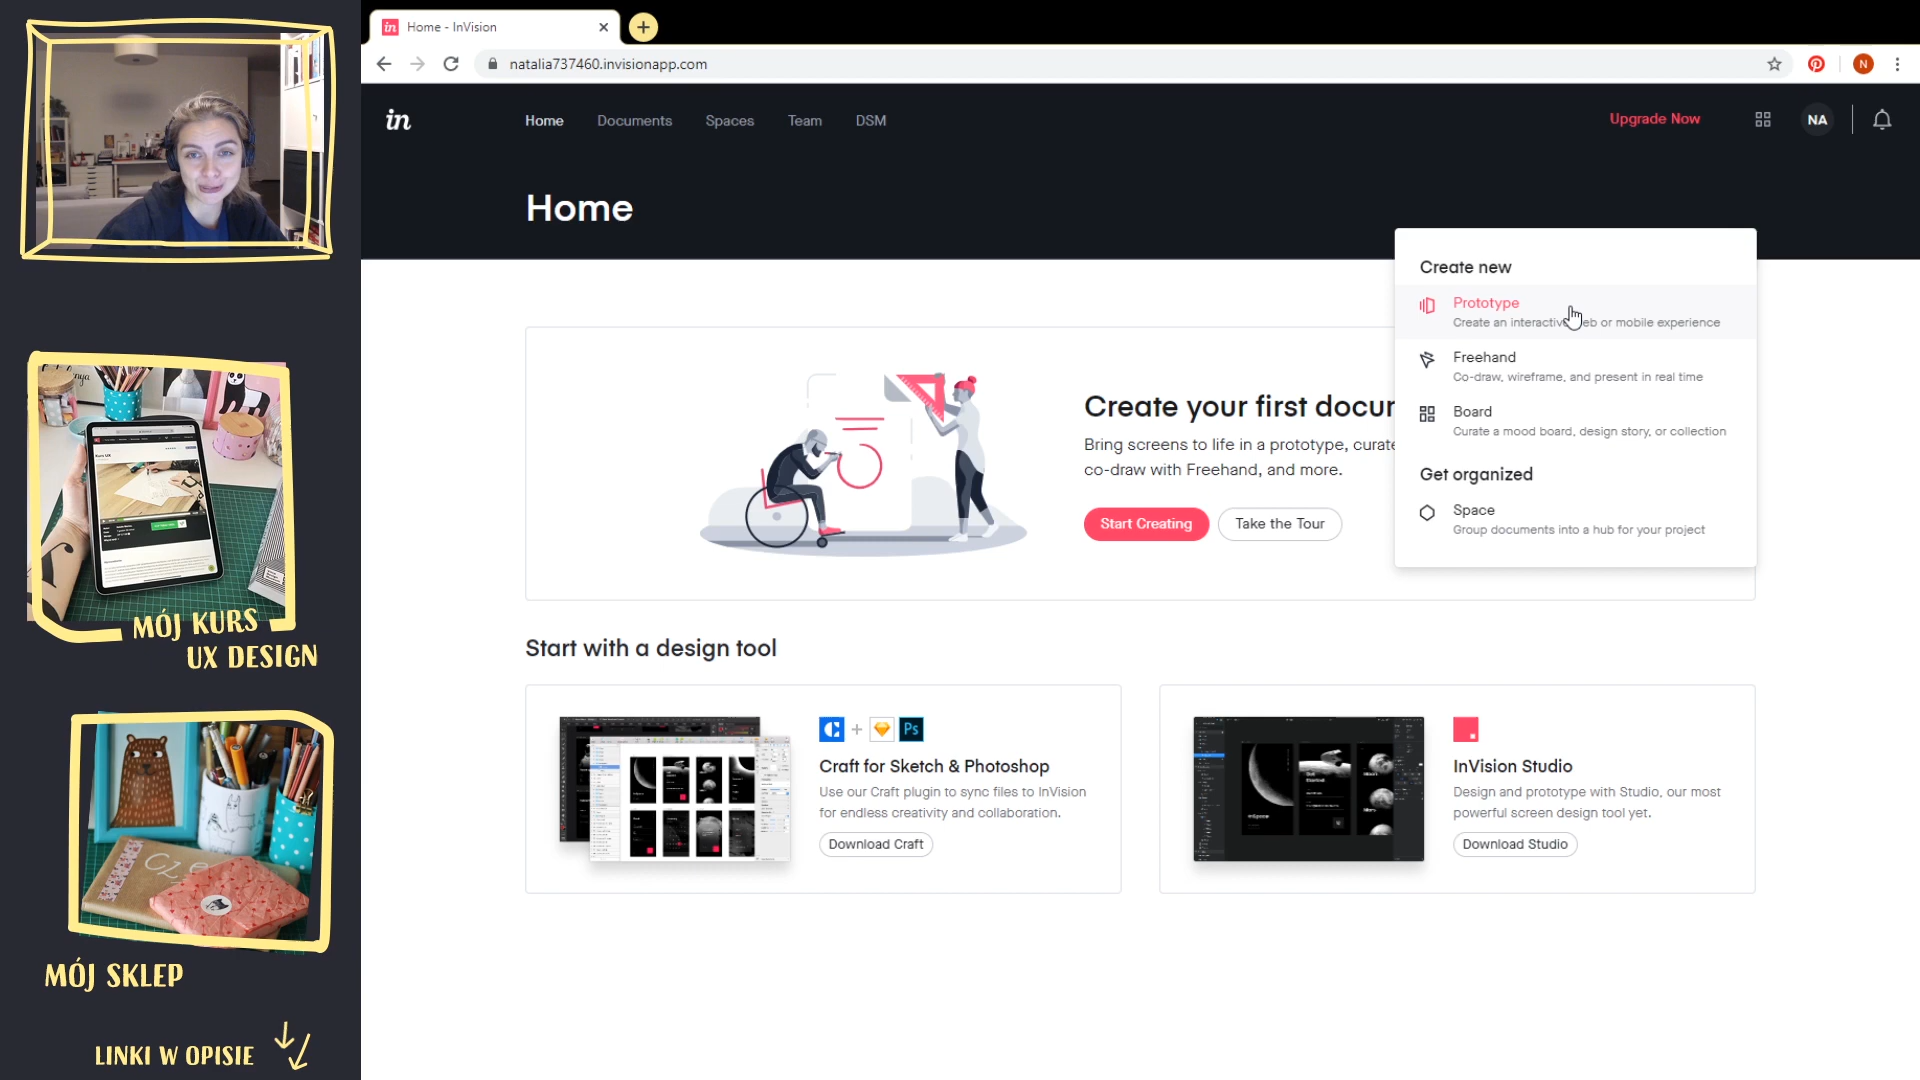 Home - InVision
natalia737460.invisionapp.com
N
in
Home
Documents
Spaces
Team
DSM
Upgrade Now
NA
Home
Create new
Prototype
Create an interactive
eb or mobile experience
Freehand
Co-draw, wireframe, and present in real time
Board
Curate a mood board, design story, or collection
Get organized
Space
Group documents into a hub for your project
Create your first docu
Bring screens to life in a prototype, curate
co-draw with Freehand, and more.
Start Creating
Take the Tour
Start with a design tool
Ps
Craft for Sketch & Photoshop
Use our Craft plugin to sync files to InVision
for endless creativity and collaboration.
Download Craft
InVision Studio
Design and prototype with Studio, our most
powerful screen design tool yet.
Download Studio
MÓJ KURS
UX DESIGN
MÓJ SKLEP
LINKI W OPISIE